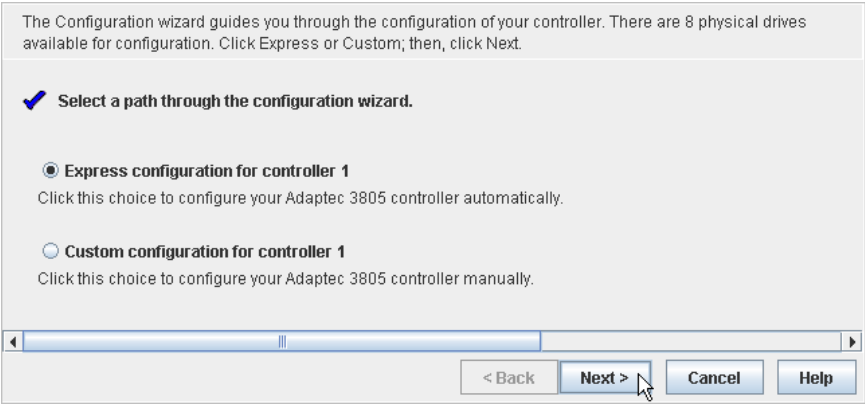 The Configuration wizard guides you through the configuration of your controller. There are 8 physical drives
available for configuration. Click Express or Custom; then, click Next.
Select a path through the configuration wizard.
Express configuration for controller 1
Click this choice to configure your Adaptec 3805 controller automatically.
Custom configuration for controller 1
Click this choice to configure your Adaptec 3805 controller manually.
< Back Next > Cancel Help